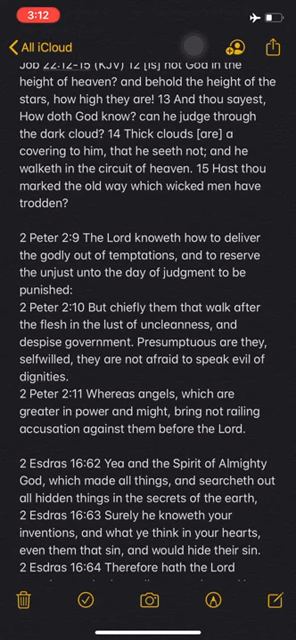 3:12
All iCloud
Job 22:12-15 (KJV) 12 [Is] not God in the
height of heaven? and behold the height of the
stars, how high they are! 13 And thou sayest,
How doth God know? can he judge through
the dark cloud? 14 Thick clouds [are] a
covering to him, that he seeth not; and he
walketh in the circuit of heaven. 15 Hast thou
marked the old way which wicked men have
trodden?
2 Peter 2:9 The Lord knoweth how to deliver
the godly out of temptations, and to reserve
the unjust unto the day of judgment to be
punished:
2 Peter 2:10 But chiefly them that walk after
the flesh in the lust of uncleanness, and
despise government. Presumptuous are they,
selfwilled, they are not afraid to speak evil of
dignities.
2 Peter 2:11 Whereas angels, which are
greater in power and might, bring not railing
accusation against them before the Lord.
2 Esdras 16:62 Yea and the Spirit of Almighty
God, which made all things, and searcheth out
all hidden things in the secrets of the earth,
2 Esdras 16:63 Surely he knoweth your
inventions, and what ye think in your hearts,
even them that sin, and would hide their sin.
2 Esdras 16:64 Therefore hath the Lord